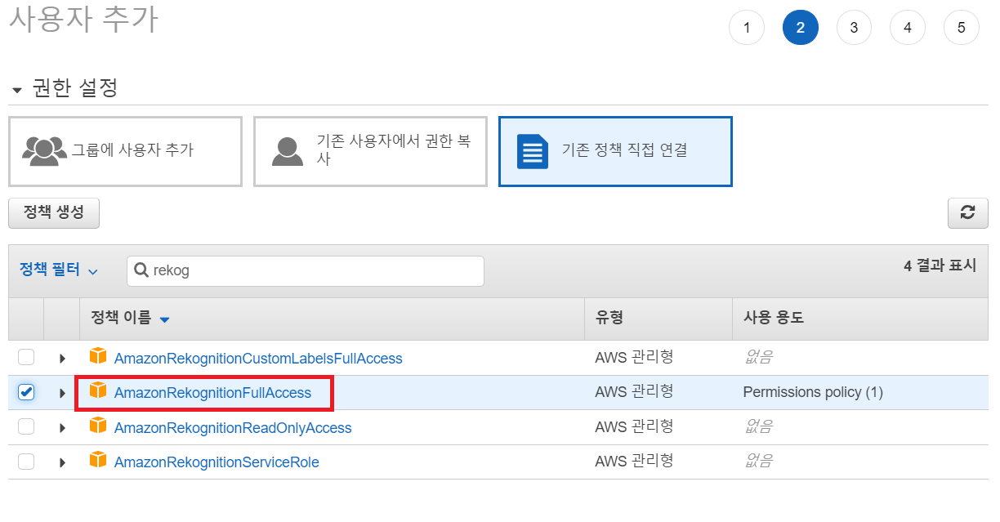 사용자 추가
1 2 3 4 5
권한 설정
그룹에 사용자 추가
기존 사용자에서 권한 복
사
기존 정책 직접 연결
정책 생성
정책 필터
rekog
4 결과 표시
정책 이름 유형 사용 용도
AmazonRekognitionCustomLabelsFullAccess AWS 관리형 없음
AmazonRekognitionFullAccess AWS 관리형 Permissions policy (1)
AmazonRekognitionReadOnlyAccess AWS 관리형 없음
AmazonRekognitionServiceRole AWS 관리형 없음